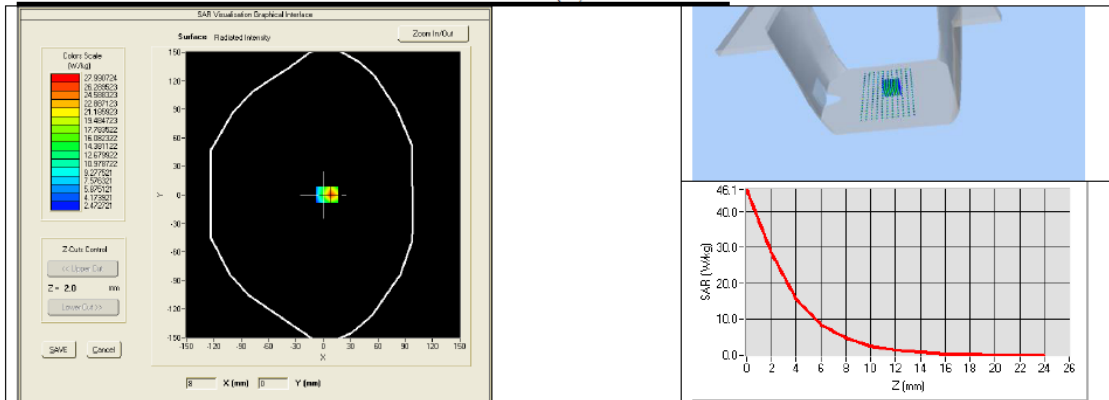 SAR Visualisation Graphical Interface
Surface Radiated Intensity
Zoom In/Out
Colors Scale
(W/kg)
27.990724
26.289523
24.588323
22.887123
21.185923
19.484723
17.783522
16.082322
14.381122
12.679922
10.978722
9.277521
7.576321
5.875121
4.173921
2.472721
150
120
90
60
30
0
-30
-60
-90
-120
-150
Y
-150 -120 -90 -60 -30 0 30 60 90 120 150
X
Z-Cuts Control
<< Upper Cut
Z = 2.0 mm
Lower Cut >>
SAVE Cancel
8 X (mm) 0 Y (mm)
46.1
40.0
30.0
20.0
10.0
0.0
SAR (W/kg)
0 2 4 6 8 10 12 14 16 18 20 22 24 26
Z (mm)